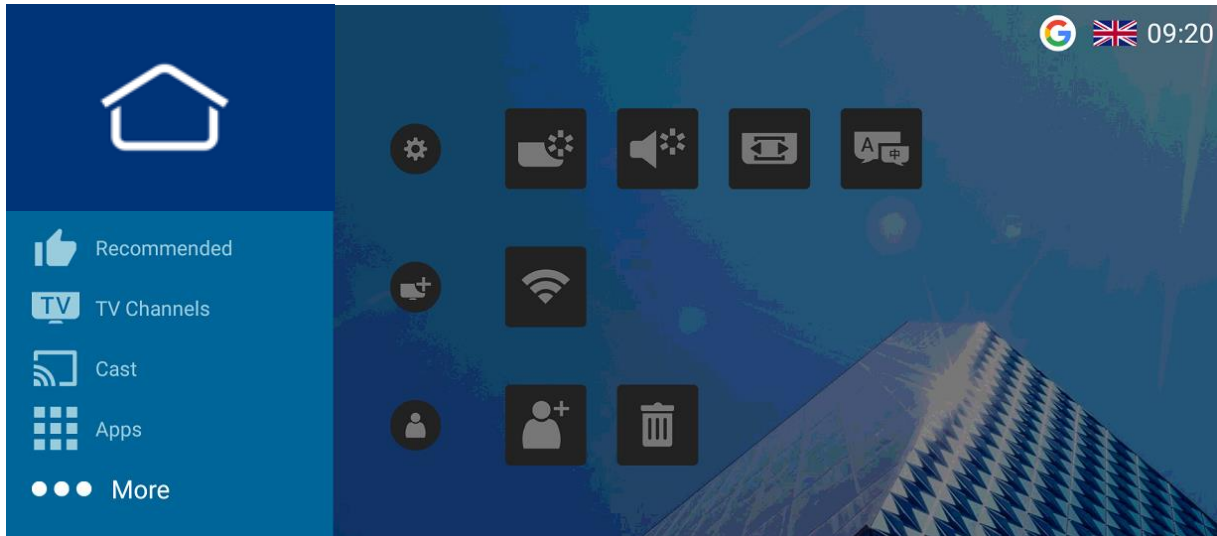 09:20
Recommended
TV
TV Channels
Cast
Apps
More
A
中